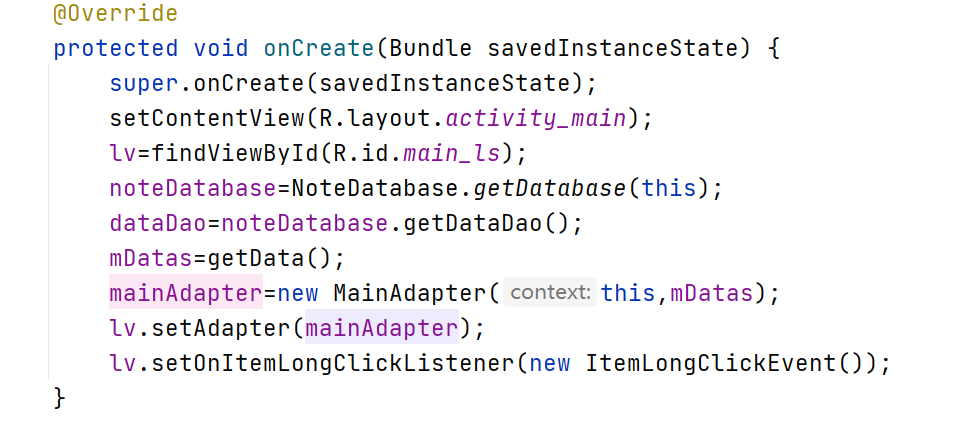 @Override
protected void onCreate(Bundle savedInstanceState) {
    super.onCreate(savedInstanceState);
    setContentView(R.layout.activity_main);
    lv=findViewById(R.id.main_ls);
    noteDatabase=NoteDatabase.getDatabase(this);
    dataDao=noteDatabase.getDataDao();
    mDatas=getData();
    mainAdapter=new MainAdapter( context: this,mDatas);
    lv.setAdapter(mainAdapter);
    lv.setOnItemLongClickListener(new ItemLongClickEvent());
}